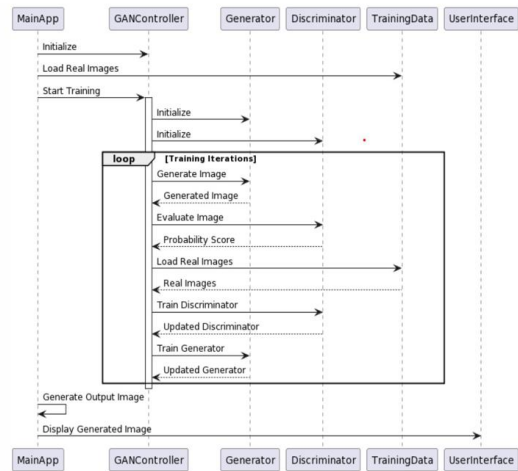 MainApp GANController Generator Discriminator TrainingData UserInterface
Initialize
Load Real Images
Start Training
Initialize
Initialize
loop [Training Iterations]
Generate Image
Generated Image
Evaluate Image
Probability Score
Load Real Images
Real Images
Train Discriminator
Updated Discriminator
Train Generator
Updated Generator
Generate Output Image
Display Generated Image
MainApp GANController Generator Discriminator TrainingData UserInterface